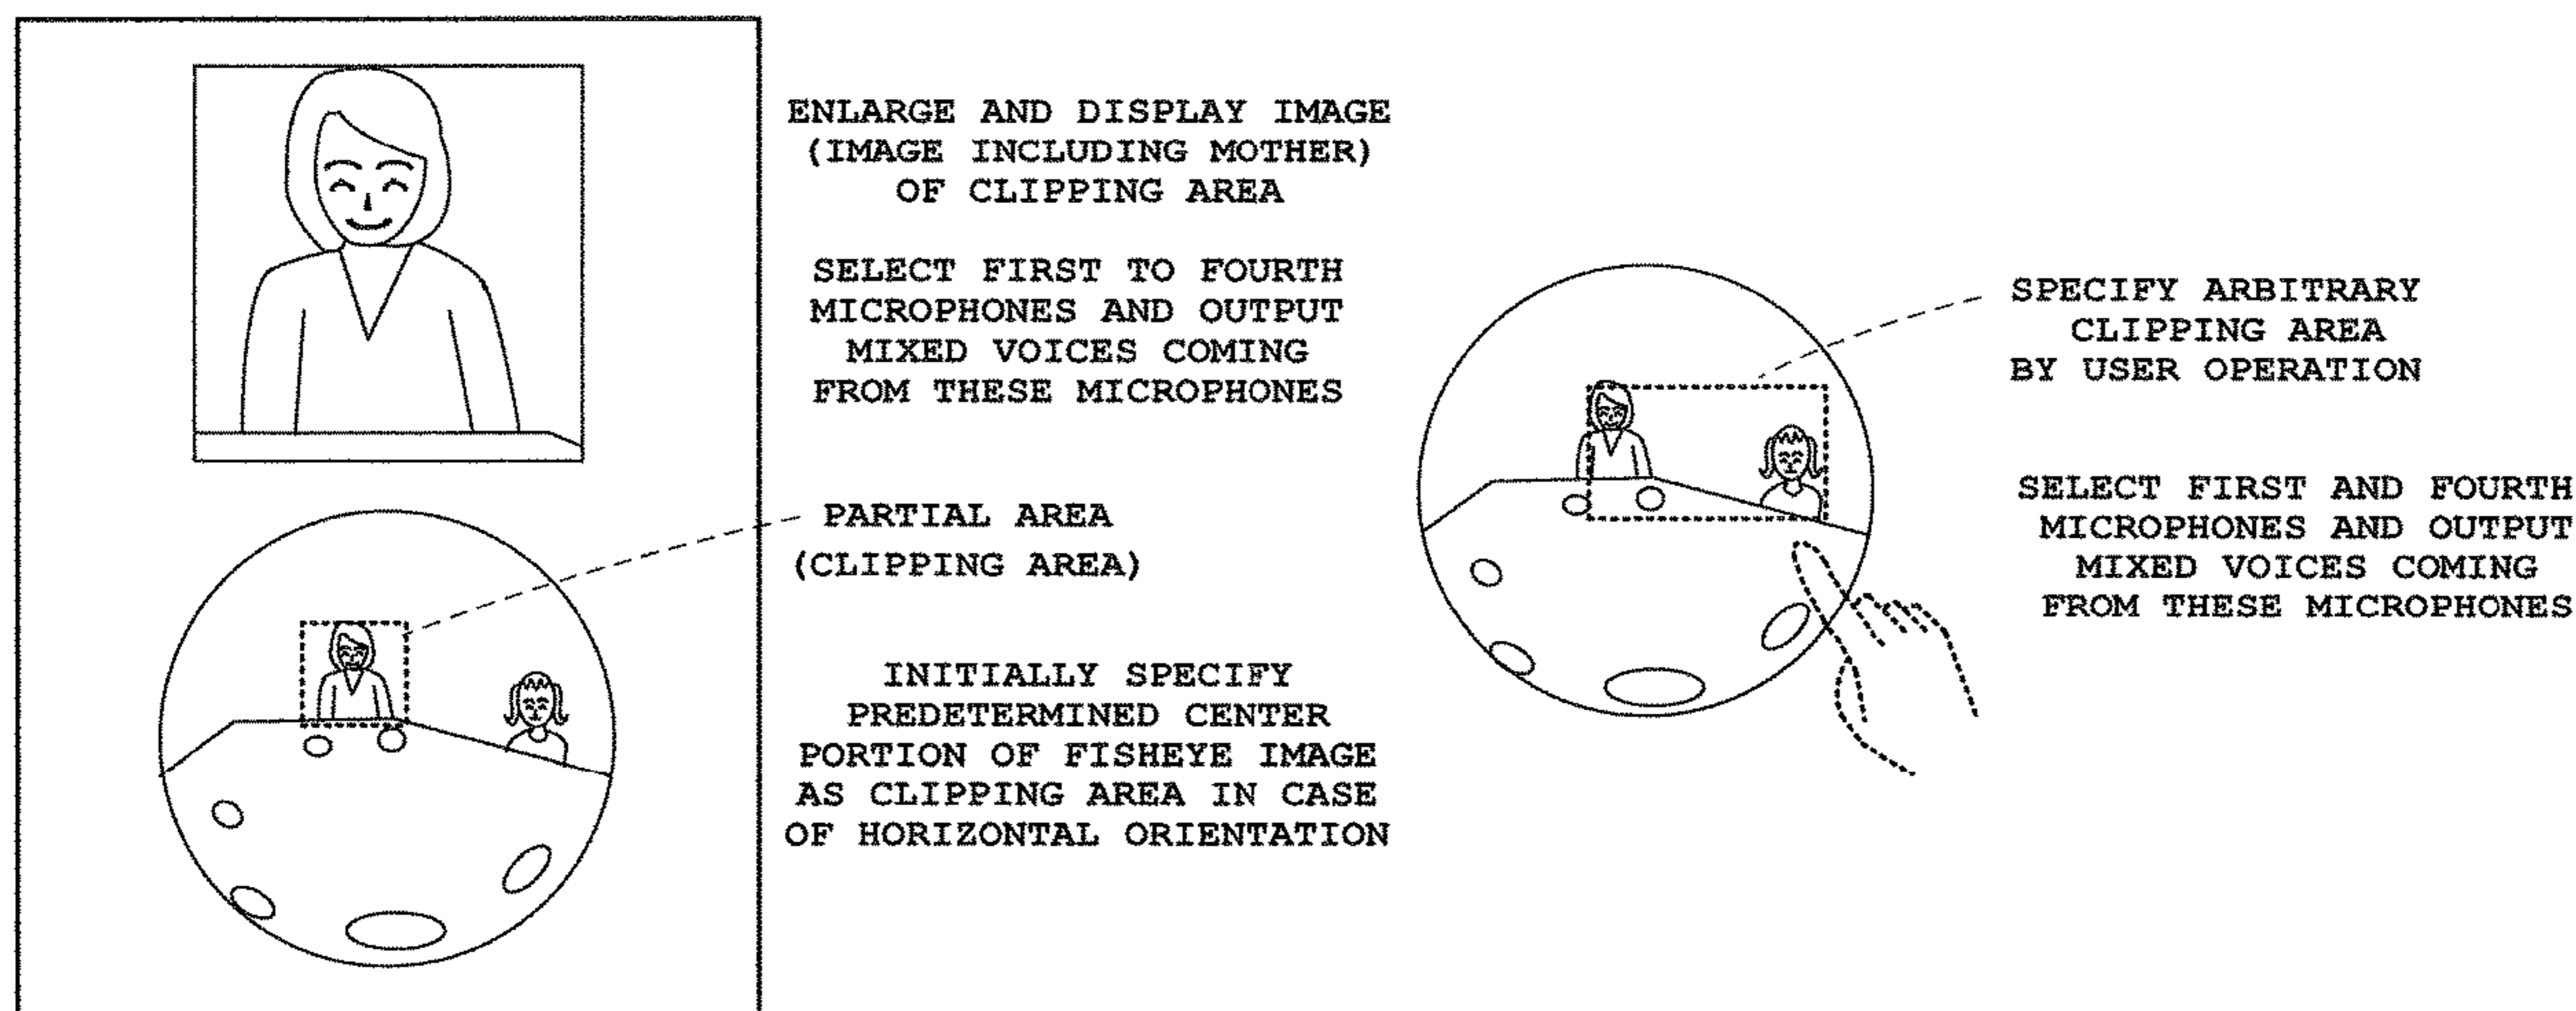 ENLARGE AND DISPLAY IMAGE
(IMAGE INCLUDING MOTHER)
OF CLIPPING AREA
SELECT FIRST TO FOURTH
MICROPHONES AND OUTPUT
MIXED VOICES COMING
FROM THESE MICROPHONES
PARTIAL AREA
(CLIPPING AREA)
INITIALLY SPECIFY
PREDETERMINED CENTER
PORTION OF FISHEYE IMAGE
AS CLIPPING AREA IN CASE
OF HORIZONTAL ORIENTATION
SPECIFY ARBITRARY
CLIPPING AREA
BY USER OPERATION
SELECT FIRST AND FOURTH
MICROPHONES AND OUTPUT
MIXED VOICES COMING
FROM THESE MICROPHONES